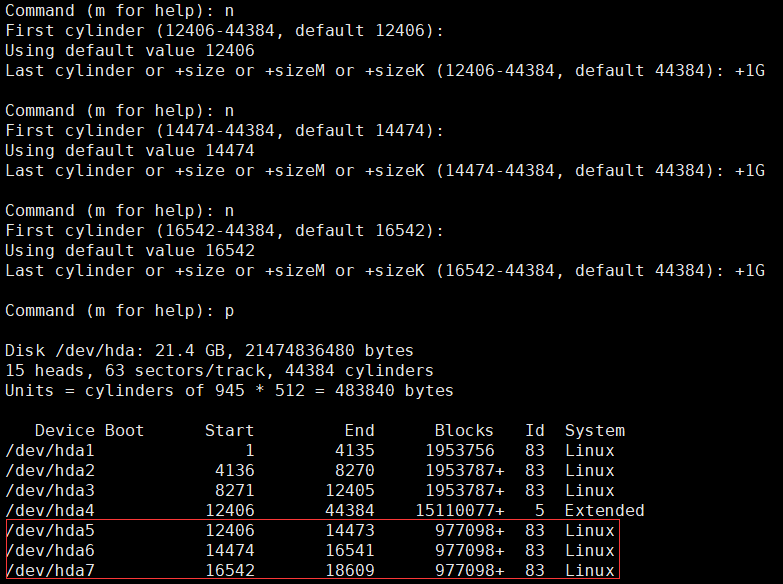 Command (m for help): n
First cylinder (12406-44384, default 12406):
Using default value 12406
Last cylinder or +size or +sizeM or +sizeK (12406-44384, default 44384): +1G
Command (m for help): n
First cylinder (14474-44384, default 14474):
Using default value 14474
Last cylinder or +size or +sizeM or +sizeK (14474-44384, default 44384): +1G
Command (m for help): n
First cylinder (16542-44384, default 16542):
Using default value 16542
Last cylinder or +size or +sizeM or +sizeK (16542-44384, default 44384): +1G
Command (m for help): p
Disk /dev/hda: 21.4 GB, 21474836480 bytes
15 heads, 63 sectors/track, 44384 cylinders
Units = cylinders of 945 * 512 = 483840 bytes
   Device Boot      Start         End      Blocks   Id  System
/dev/hda1               1        4135     1953756   83  Linux
/dev/hda2            4136        8270     1953787+  83  Linux
/dev/hda3            8271       12405     1953787+  83  Linux
/dev/hda4           12406       44384    15110077+   5  Extended
/dev/hda5           12406       14473      977098+  83  Linux
/dev/hda6           14474       16541      977098+  83  Linux
/dev/hda7           16542       18609      977098+  83  Linux